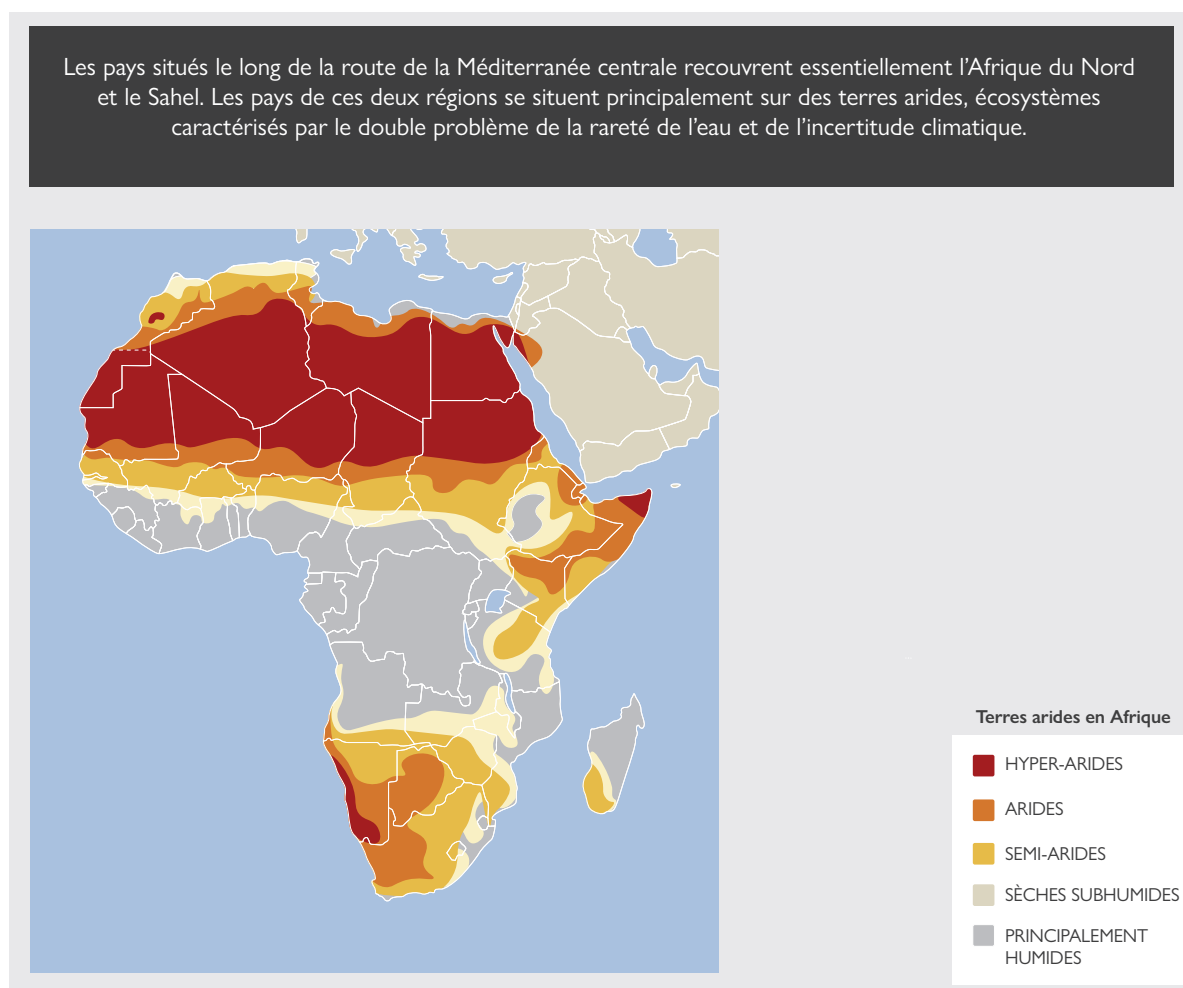 Les pays situés le long de la route de la Méditerranée centrale recouvrent essentiellement l’Afrique du Nord
et le Sahel. Les pays de ces deux régions se situent principalement sur des terres arides, écosystèmes
caractérisés par le double problème de la rareté de l’eau et de l’incertitude climatique.
Terres arides en Afrique
HYPER-ARIDES
ARIDES
SEMI-ARIDES
SÈCHES SUBHUMIDES
PRINCIPALEMENT
HUMIDES